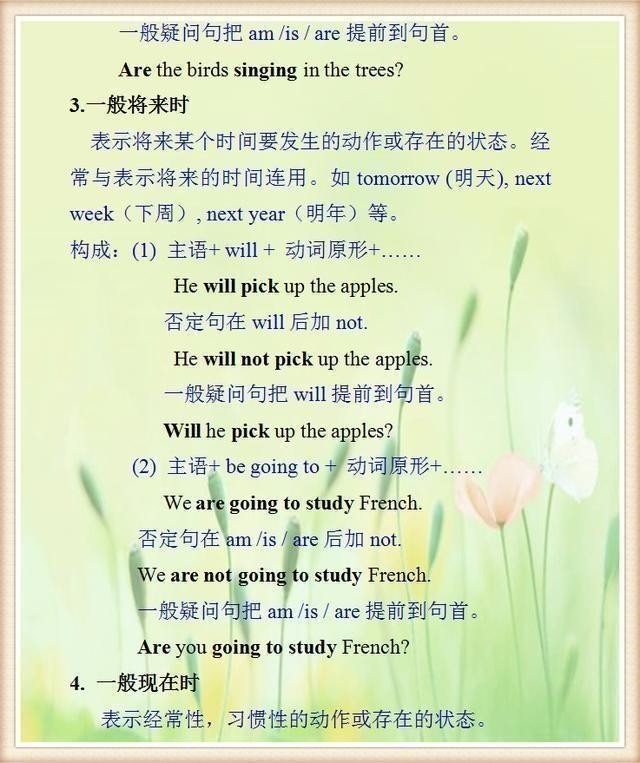 一般疑问句把 am /is / are 提前到句首。
Are the birds singing in the trees?
3.一般将来时
表示将来某个时间要发生的动作或存在的状态。经
常与表示将来的时间连用。如 tomorrow (明天), next
week（下周）, next year（明年）等。
构成：(1) 主语+ will + 动词原形+……
He will pick up the apples.
否定句在 will 后加 not.
He will not pick up the apples.
一般疑问句把 will 提前到句首。
Will he pick up the apples?
(2) 主语+ be going to + 动词原形+……
We are going to study French.
否定句在 am /is / are 后加 not.
We are not going to study French.
一般疑问句把 am /is / are 提前到句首。
Are you going to study French?
4. 一般现在时
表示经常性，习惯性的动作或存在的状态。